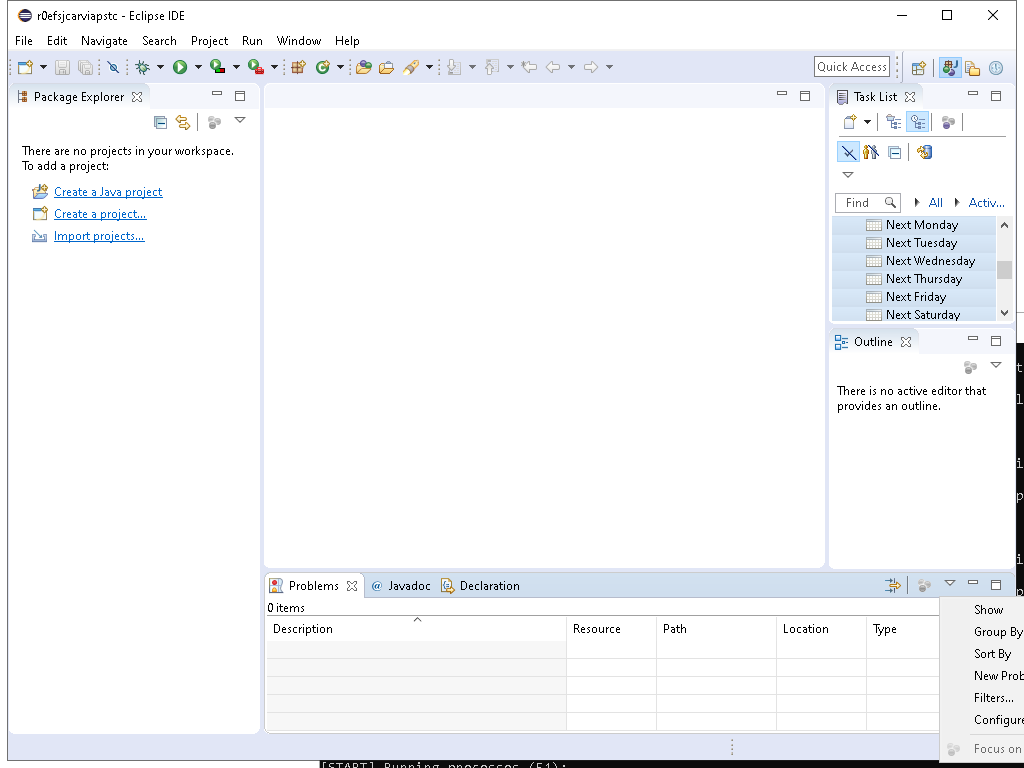 r0efsjcarviapstc - Eclipse IDE
File Edit Navigate Search Project Run Window Help
Quick Access
Package Explorer
There are no projects in your workspace.
To add a project:
Create a Java project
Create a project...
Import projects...
Task List
Find All Activ...
Next Monday
Next Tuesday
Next Wednesday
Next Thursday
Next Friday
Next Saturday
Outline
There is no active editor that
provides an outline.
Problems @ Javadoc Declaration
0 items
Description Resource Path Location Type
Show
Group By
Sort By
New Prob
Filters...
Configure
Focus on
[START] Running processes (51):